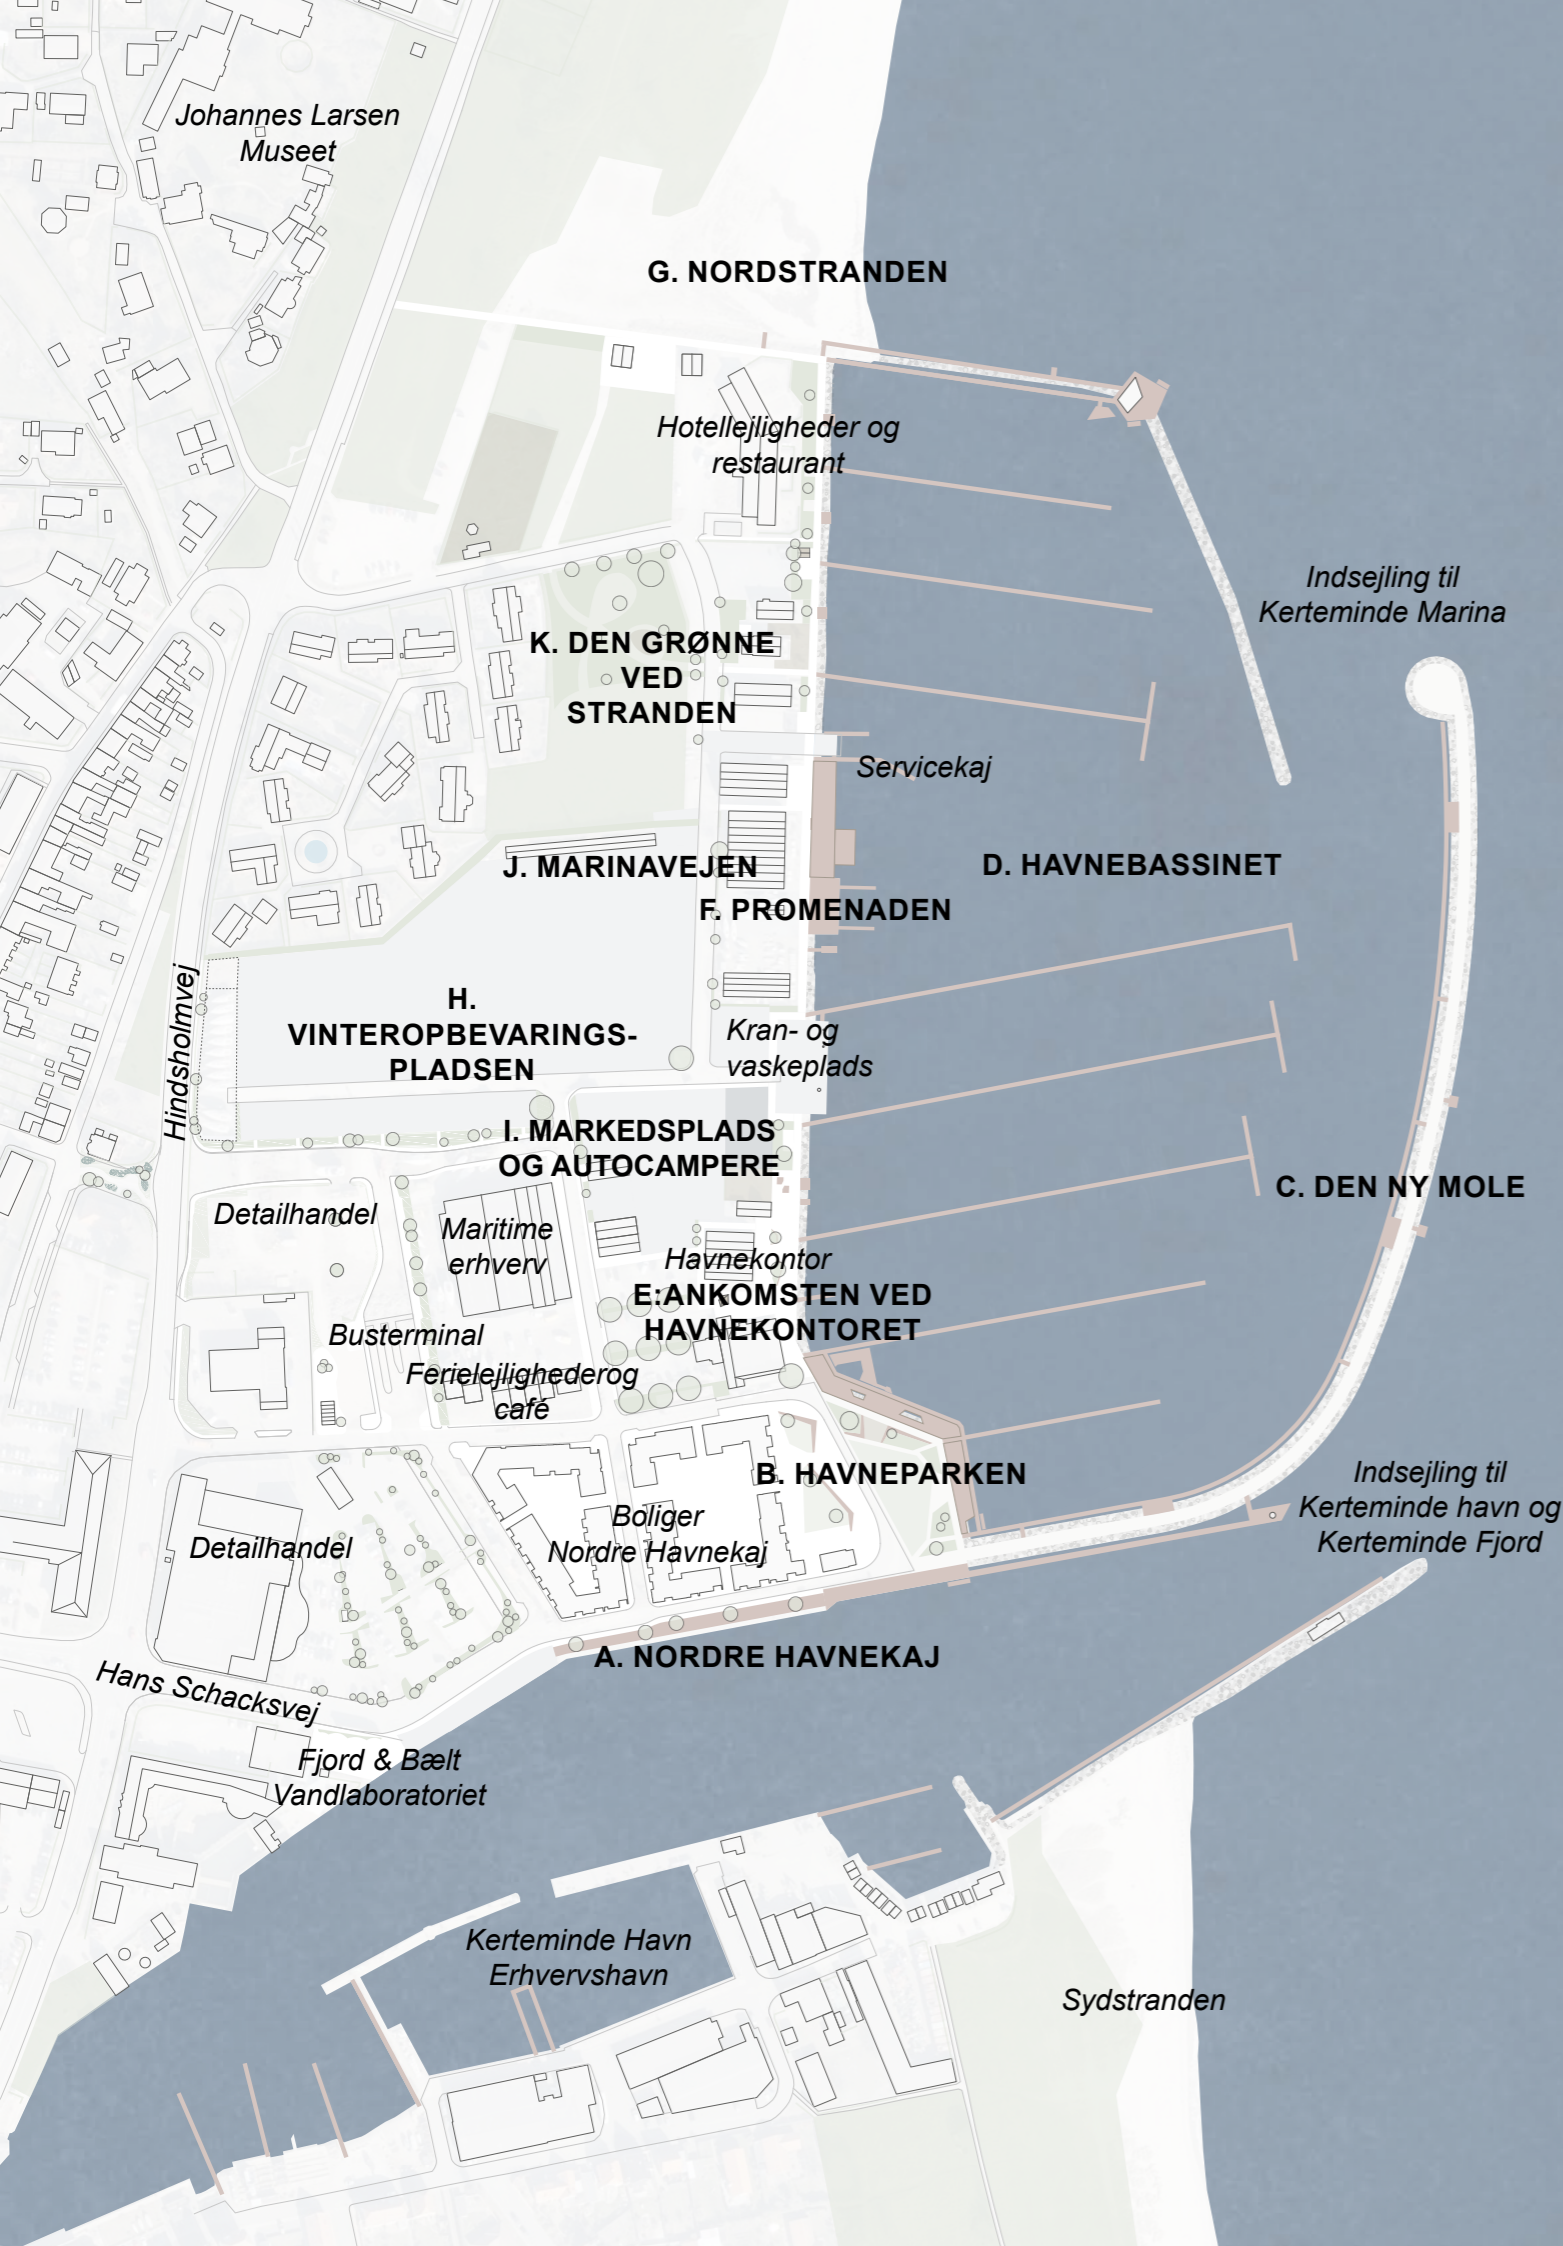 Johannes Larsen
Museet
G. NORDSTRANDEN
Hotellejligheder og
restaurant
Indsejling til
Kerteminde Marina
K. DEN GRØNNE
VED
STRANDEN
Servicekaj
J. MARINAVEJEN
D. HAVNEBASSINET
F. PROMENADEN
Hindsholmvej
H.
VINTEROPBEVARINGS-
PLADSEN
Kran- og
vaskeplads
I. MARKEDSPLADS
OG AUTOCAMPERE
C. DEN NY MOLE
Detailhandel
Maritime
erhverv
Havnekontor
E:ANKOMSTEN VED
HAVNEKONTORET
Busterminal
Ferielejlighederog
café
B. HAVNEPARKEN
Indsejling til
Kerteminde havn og
Kerteminde Fjord
Boliger
Nordre Havnekaj
Detailhandel
A. NORDRE HAVNEKAJ
Hans Schacksvej
Fjord & Bælt
Vandlaboratoriet
Kerteminde Havn
Erhvervshavn
Sydstranden